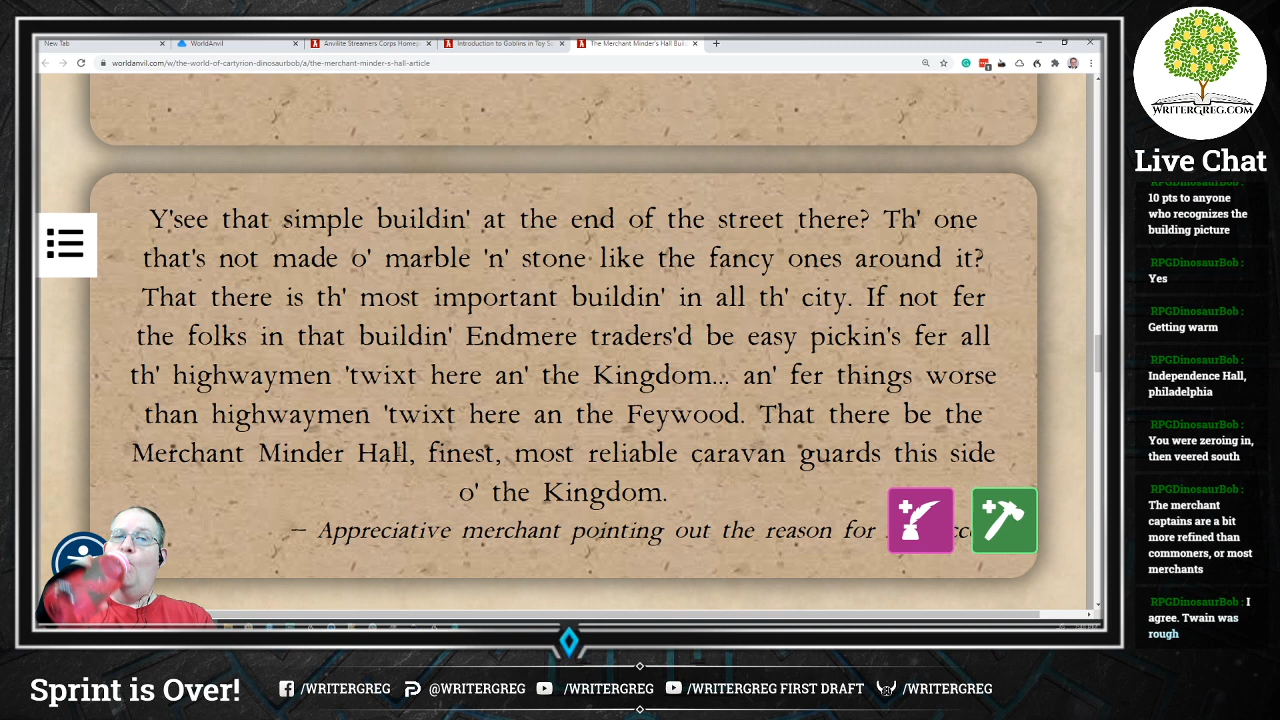 New Tab
WorldAnvil
Anvilite Streamers Corps Home
Introduction to Goblins in Toy S
The Merchant Minder's Hall Buil
worldanvil.com/w/the-world-of-cartyrion-dinosaurbob/a/the-merchant-minder-s-hall-article
Y'see that simple buildin' at the end of the street there? Th' one
that's not made o' marble 'n' stone like the fancy ones around it?
That there is th' most important buildin' in all th' city. If not fer
the folks in that buildin' Endmere traders'd be easy pickin's fer all
th' highwaymen 'twixt here an' the Kingdom... an' fer things worse
than highwaymen 'twixt here an the Feywood. That there be the
Merchant Minder Hall, finest, most reliable caravan guards this side
o' the Kingdom.
– Appreciative merchant pointing out the reason for
WRITERGREG.COM
Live Chat
RPGDinosaurBob :
10 pts to anyone
who recognizes the
building picture
RPGDinosaurBob :
Yes
RPGDinosaurBob :
Getting warm
RPGDinosaurBob :
Independence Hall,
philadelphia
RPGDinosaurBob :
You were zeroing in,
then veered south
RPGDinosaurBob :
The merchant
captains are a bit
more refined than
commoners, or most
merchants
RPGDinosaurBob : I
agree. Twain was
rough
Sprint is Over!
/WRITERGREG
@WRITERGREG
/WRITERGREG
/WRITERGREG FIRST DRAFT
/WRITERGREG